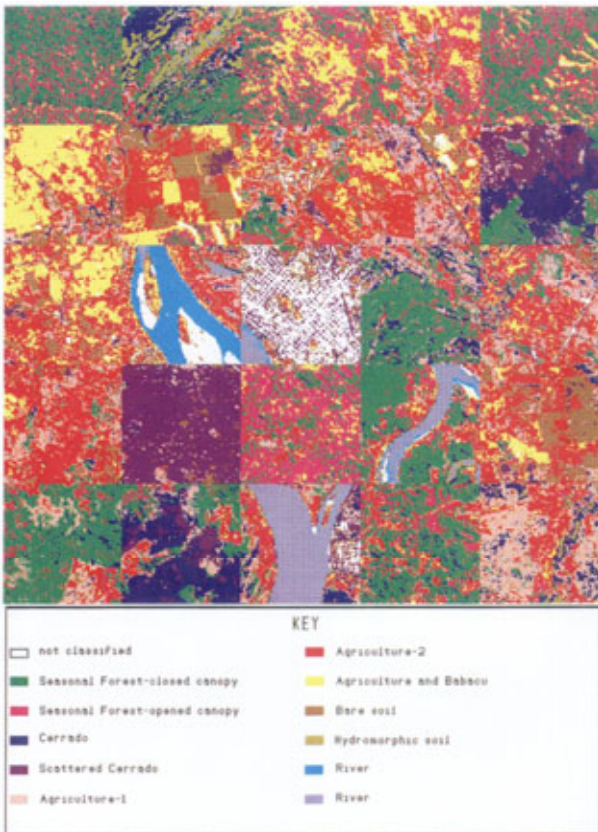 KEY
not classified
Seasonal Forest-closed canopy
Seasonal Forest-opened canopy
Cerrado
Scattered Cerrado
Agriculture-1
Agriculture-2
Agriculture and Babacu
Bare soil
Hydromorphic soil
River
River